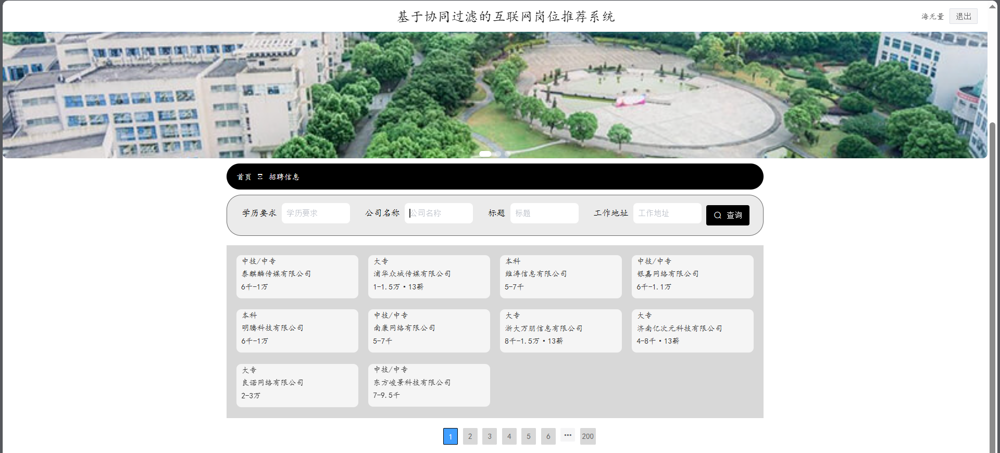 基于协同过滤的互联网岗位推荐系统
海无量 退出
首页 Ξ 招聘信息
学历要求 学历要求 公司名称 公司名称 标题 标题 工作地址 工作地址 查询
中技/中专
泰麒麟传媒有限公司
6千-1万
大专
浦华众城传媒有限公司
1-1.5万·13薪
本科
维涛信息有限公司
5-7千
中技/中专
银嘉网络有限公司
6千-1.1万
本科
明腾科技有限公司
6千-1万
中技/中专
南康网络有限公司
5-7千
大专
浙大万朋信息有限公司
8千-1.5万·13薪
大专
济南亿次元科技有限公司
4-8千·13薪
大专
良诺网络有限公司
2-3万
中技/中专
东方峻景科技有限公司
7-9.5千
1 2 3 4 5 6 ••• 200